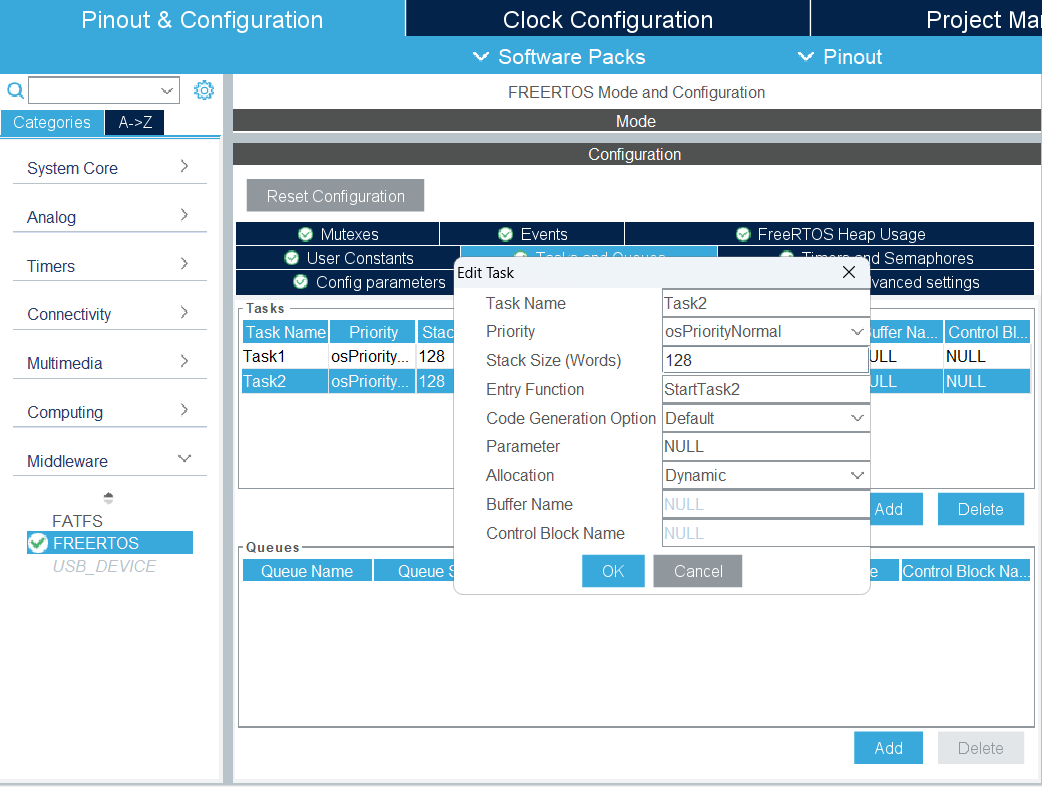 Pinout & Configuration
Clock Configuration
Project Ma
Software Packs
Pinout
FREERTOS Mode and Configuration
Mode
Configuration
Categories
A->Z
System Core
Analog
Timers
Connectivity
Multimedia
Computing
Middleware
FATFS
FREERTOS
USB_DEVICE
Reset Configuration
Mutexes
Events
FreeRTOS Heap Usage
User Constants
Tasks and Queues
Timers and Semaphores
Config parameters
vanced settings
Tasks
Task Name Priority Stac uffer Na... Control Bl...
Task1 osPriority... 128 ULL NULL
Task2 osPriority... 128 ULL NULL
Add
Delete
Edit Task
Task Name Task2
Priority osPriorityNormal
Stack Size (Words) 128
Entry Function StartTask2
Code Generation Option Default
Parameter NULL
Allocation Dynamic
Buffer Name NULL
Control Block Name NULL
OK
Cancel
Queues
Queue Name Queue S e Control Block Na...
Add
Delete